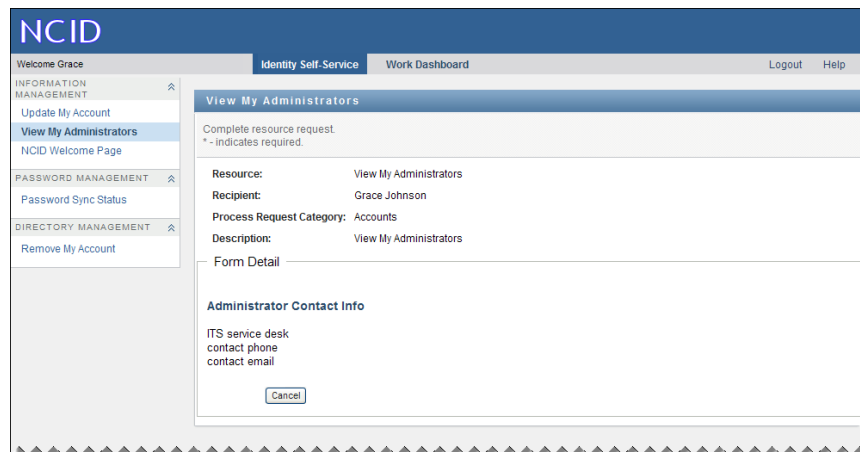 NCID
Welcome Grace
Identity Self-Service
Work Dashboard
Logout
Help
INFORMATION
MANAGEMENT
Update My Account
View My Administrators
NCID Welcome Page
PASSWORD MANAGEMENT
Password Sync Status
DIRECTORY MANAGEMENT
Remove My Account
View My Administrators
Complete resource request.
* - indicates required.
Resource: View My Administrators
Recipient: Grace Johnson
Process Request Category: Accounts
Description: View My Administrators
Form Detail
Administrator Contact Info
ITS service desk
contact phone
contact email
Cancel